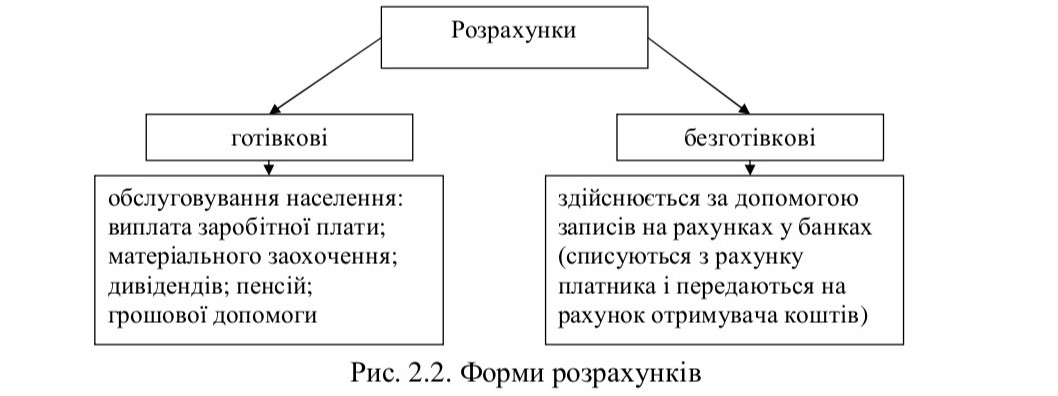 Розрахунки
готівкові
безготівкові
обслуговування населення:
виплата заробітної плати;
матеріального заохочення;
дивідендів; пенсій;
грошової допомоги
здійснюється за допомогою
записів на рахунках у банках
(списуються з рахунку
платника і передаються на
рахунок отримувача коштів)
Рис. 2.2. Форми розрахунків